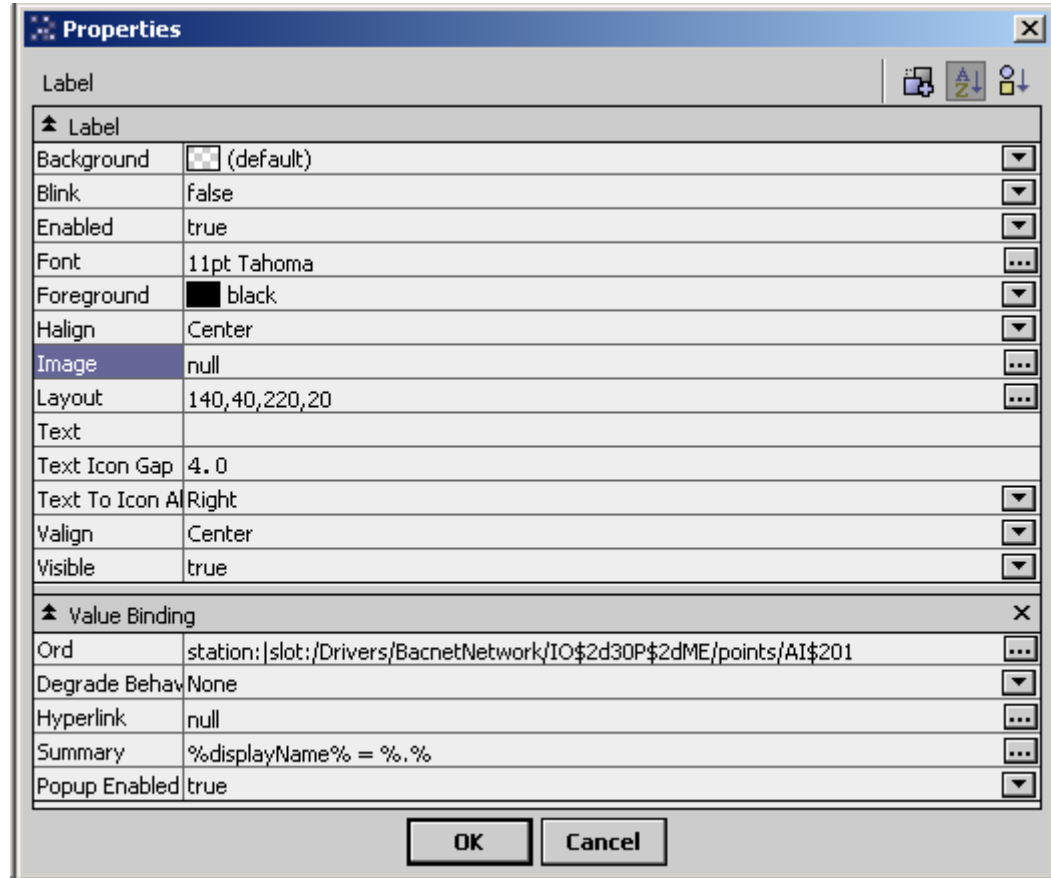 Properties
Label
A
Z
Label
Background (default)
Blink false
Enabled true
Font 11pt Tahoma
Foreground black
Halign Center
Image null
Layout 140,40,220,20
Text
Text Icon Gap 4.0
Text To Icon Al Right
Valign Center
Visible true
Value Binding
Ord station:|slot:/Drivers/BacnetNetwork/IO$2d30P$2dME/points/AI$201
Degrade Behav None
Hyperlink null
Summary %displayName% = %.%
Popup Enabled true
OK Cancel